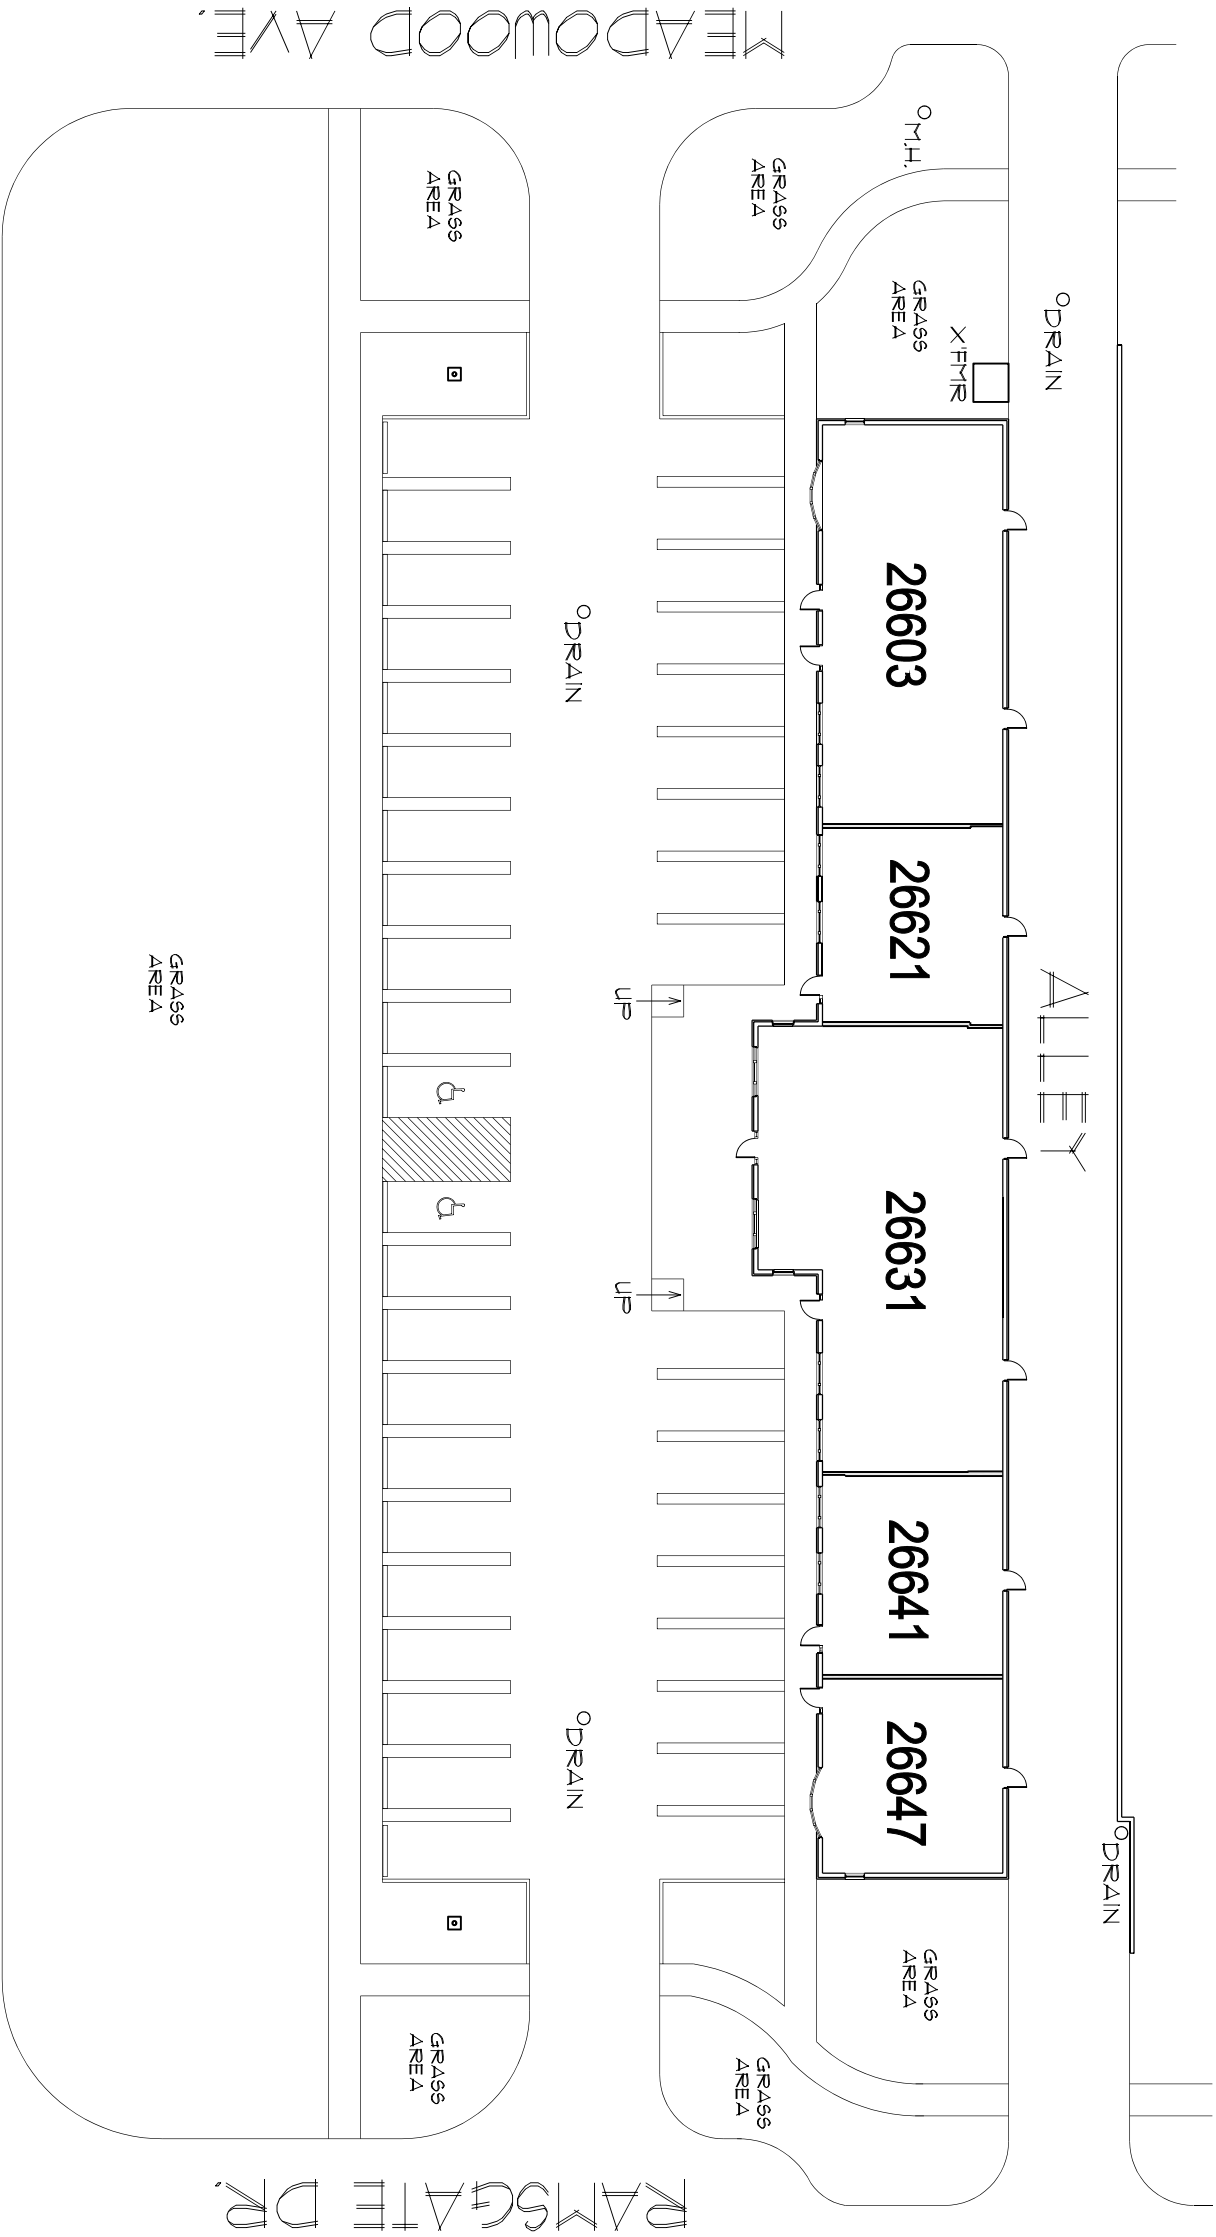 MEADOWOOD AVE.
M.H.
GRASS
AREA
GRASS
AREA
GRASS
AREA
X'FMR
DRAIN
26603
DRAIN
26621
GRASS
AREA
UP
ALLEY
26631
UP
26641
26647
DRAIN
DRAIN
GRASS
AREA
GRASS
AREA
GRASS
AREA
RAMSGATE DR.